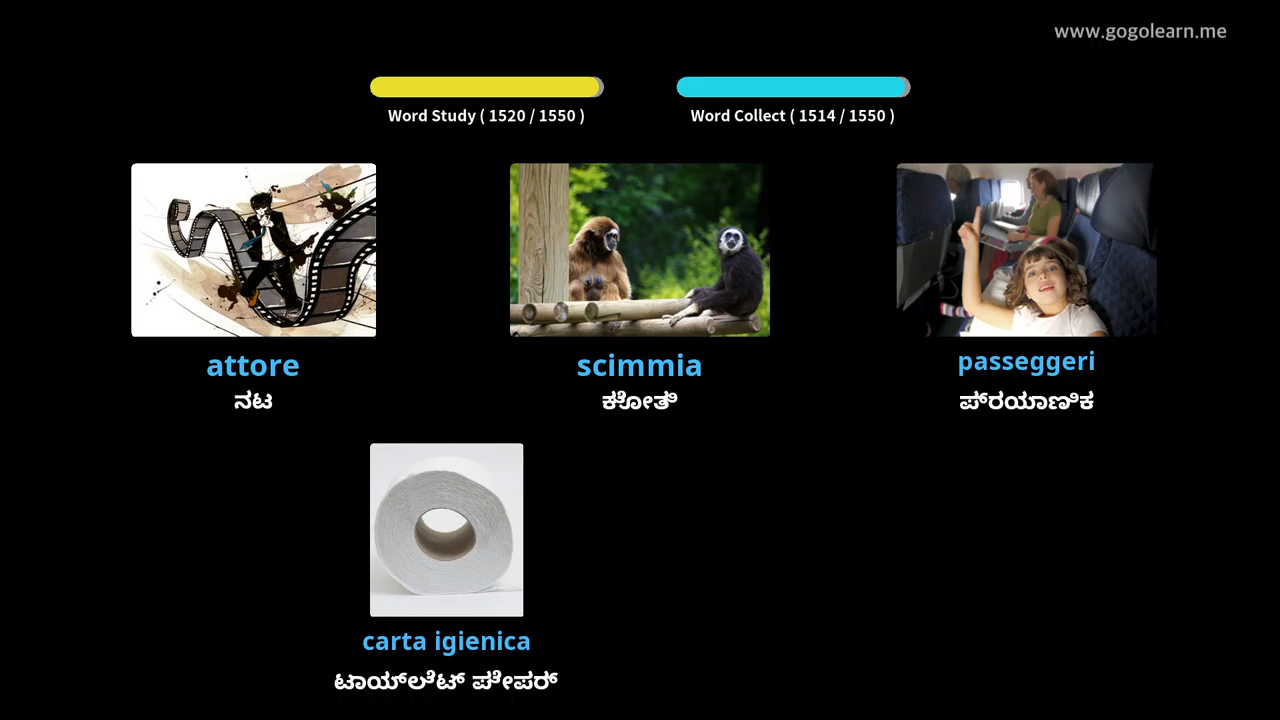 www.gogolearn.me
Word Study ( 1520 / 1550 )
Word Collect ( 1514 / 1550 )
attore
ನಟ
scimmia
ಕೋತಿ
passeggeri
ಪ್ರಯಾಣಿಕ
carta igienica
ಟಾಯ್ಲೆಟ್ ಪೇಪರ್